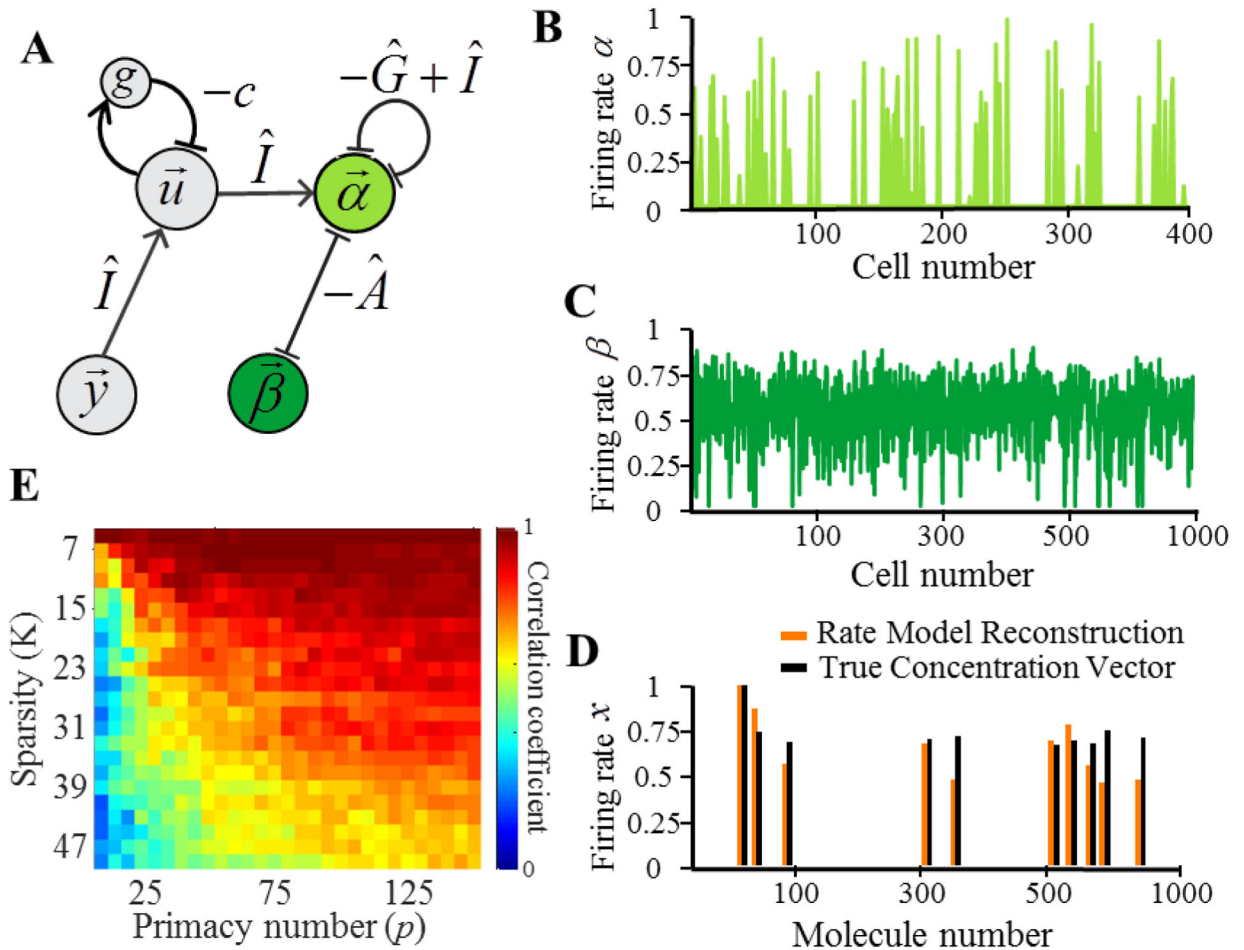 A
g
−c
−Ĝ + Î
u⃗
Î
α⃗
Î
−Â
y⃗
β⃗
B
Firing rate α
1
0.75
0.5
0.25
0
100
200
300
400
Cell number
C
Firing rate β
1
0.75
0.5
0.25
0
100
300
500
1000
Cell number
E
Sparsity (K)
7
15
23
31
39
47
25
75
125
Primacy number (p)
1
Correlation coefficient
0
D
Rate Model Reconstruction
True Concentration Vector
Firing rate x
1
0.75
0.5
0.25
0
100
300
500
1000
Molecule number